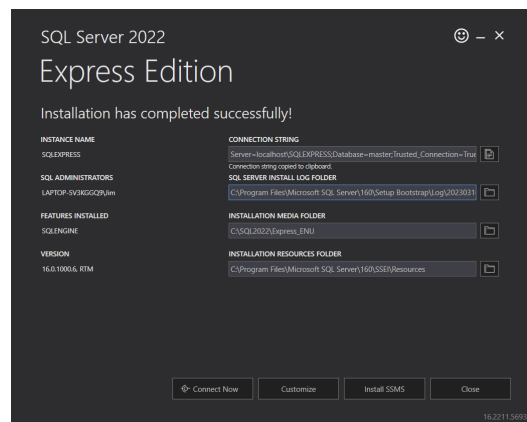 SQL Server 2022
Express Edition
Installation has completed successfully!
INSTANCE NAME
SQLEXPRESS
CONNECTION STRING
Server=localhost\SQLEXPRESS;Database=master;Trusted_Connection=True
Connection string copied to clipboard.
SQL ADMINISTRATORS
LAPTOP-SV3KGGQ9\Jim
SQL SERVER INSTALL LOG FOLDER
C:\Program Files\Microsoft SQL Server\160\Setup Bootstrap\Log\2023031
FEATURES INSTALLED
SQLENGINE
INSTALLATION MEDIA FOLDER
C:\SQL2022\Express_ENU
VERSION
16.0.1000.6, RTM
INSTALLATION RESOURCES FOLDER
C:\Program Files\Microsoft SQL Server\160\SSEI\Resources
Connect Now
Customize
Install SSMS
Close
16.2211.5693